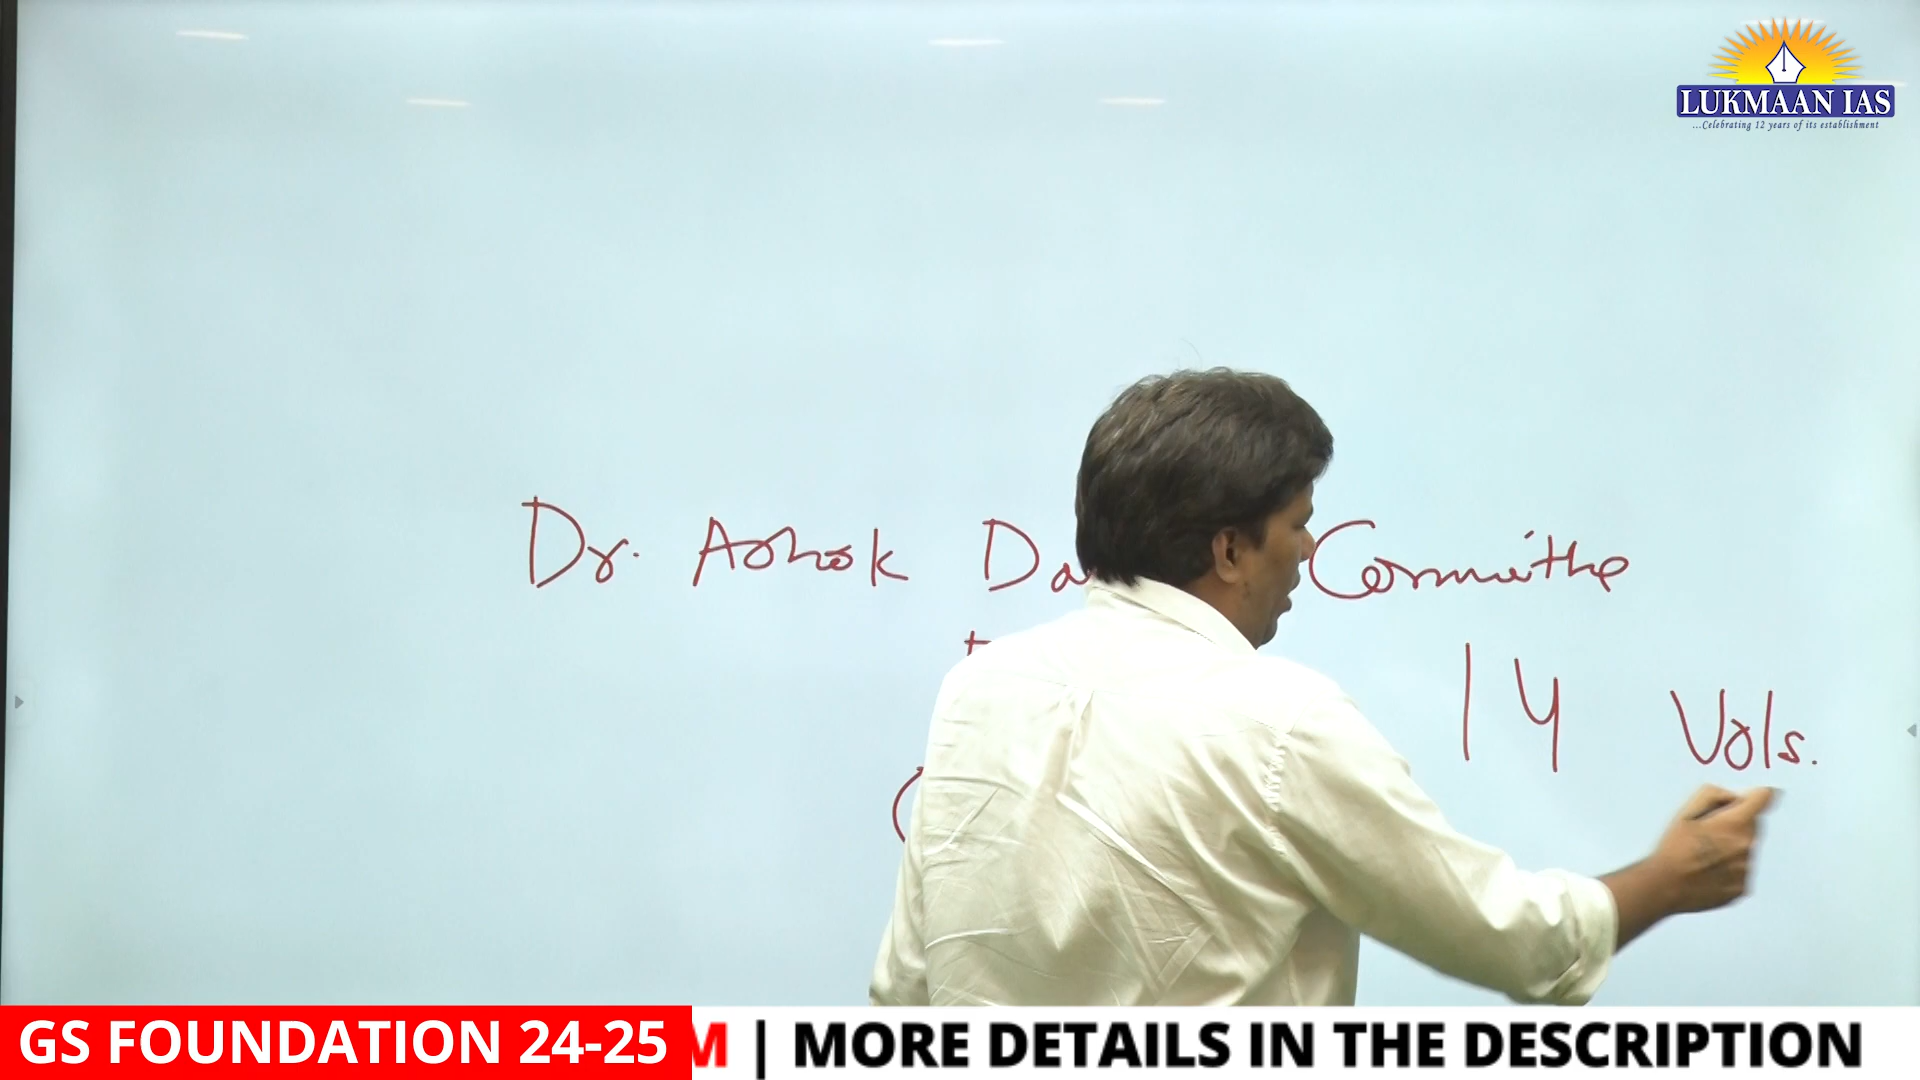 LUKMAAN IAS
...Celebrating 12 years of its establishment
Dr. Ashok Da Committee
14 Vols.
GS FOUNDATION 24-25 M | MORE DETAILS IN THE DESCRIPTION